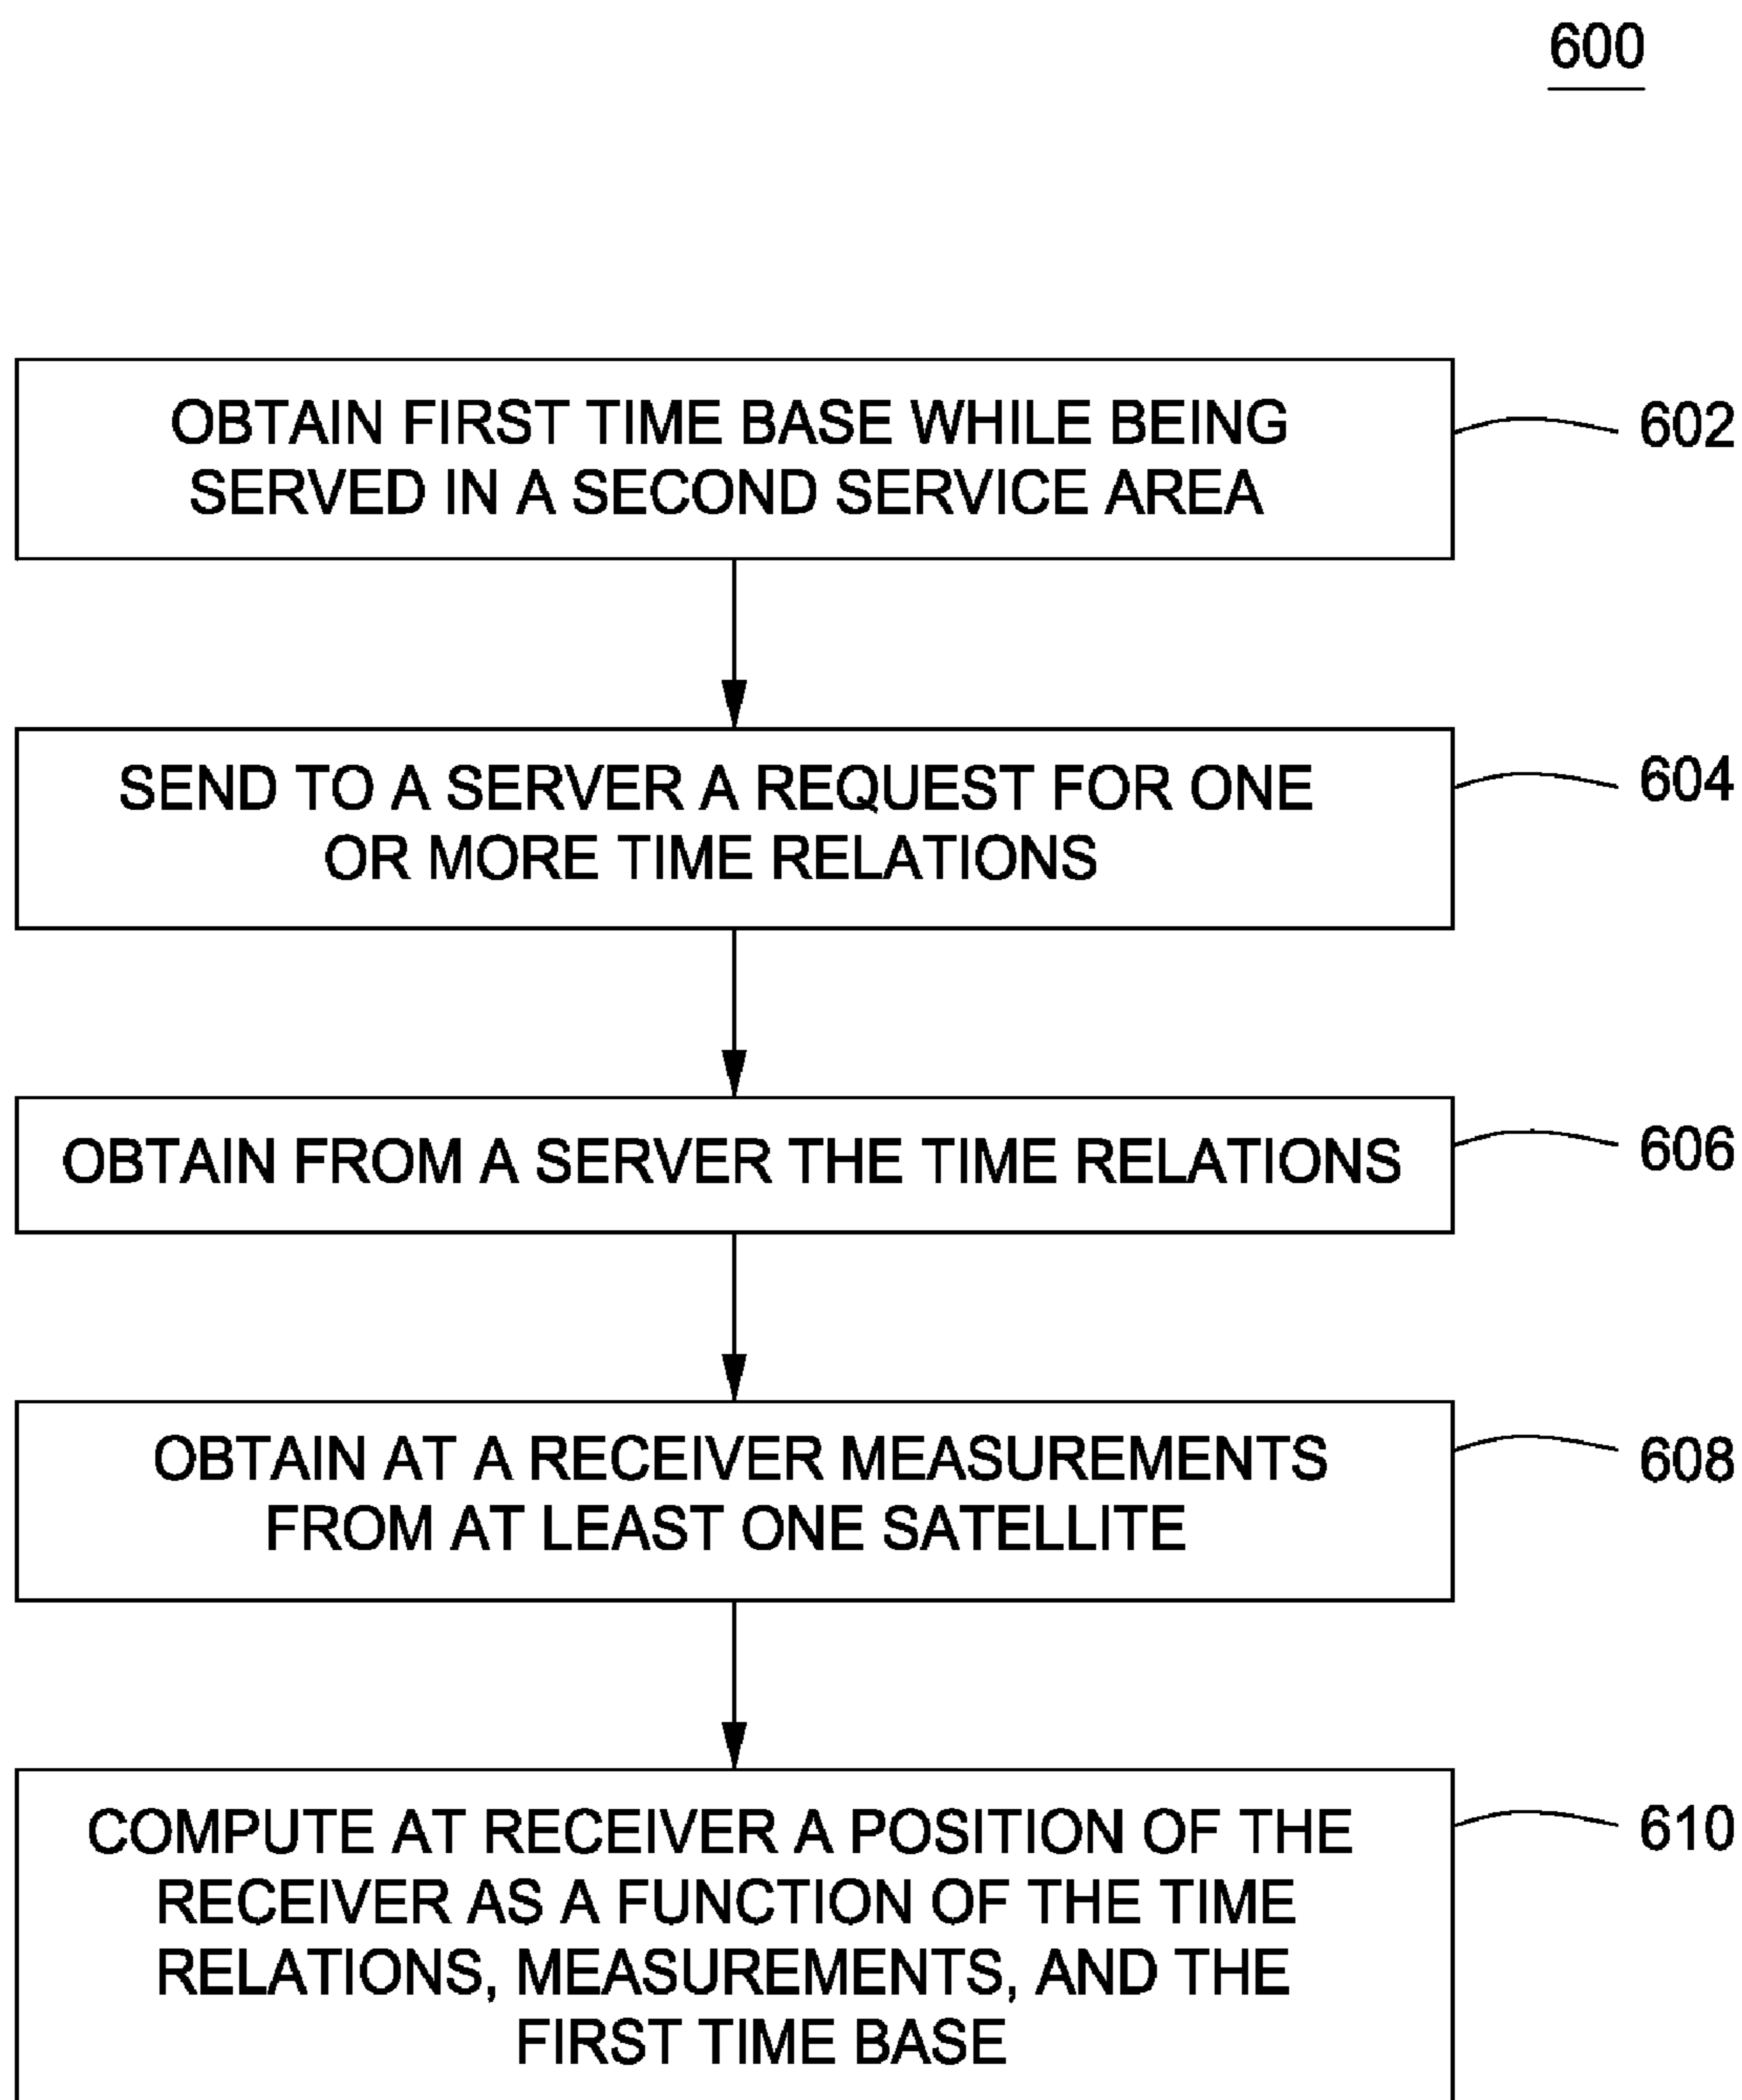 600
OBTAIN FIRST TIME BASE WHILE BEING
SERVED IN A SECOND SERVICE AREA
602
SEND TO A SERVER A REQUEST FOR ONE
OR MORE TIME RELATIONS
604
OBTAIN FROM A SERVER THE TIME RELATIONS
606
OBTAIN AT A RECEIVER MEASUREMENTS
FROM AT LEAST ONE SATELLITE
608
COMPUTE AT RECEIVER A POSITION OF THE
RECEIVER AS A FUNCTION OF THE TIME
RELATIONS, MEASUREMENTS, AND THE
FIRST TIME BASE
610